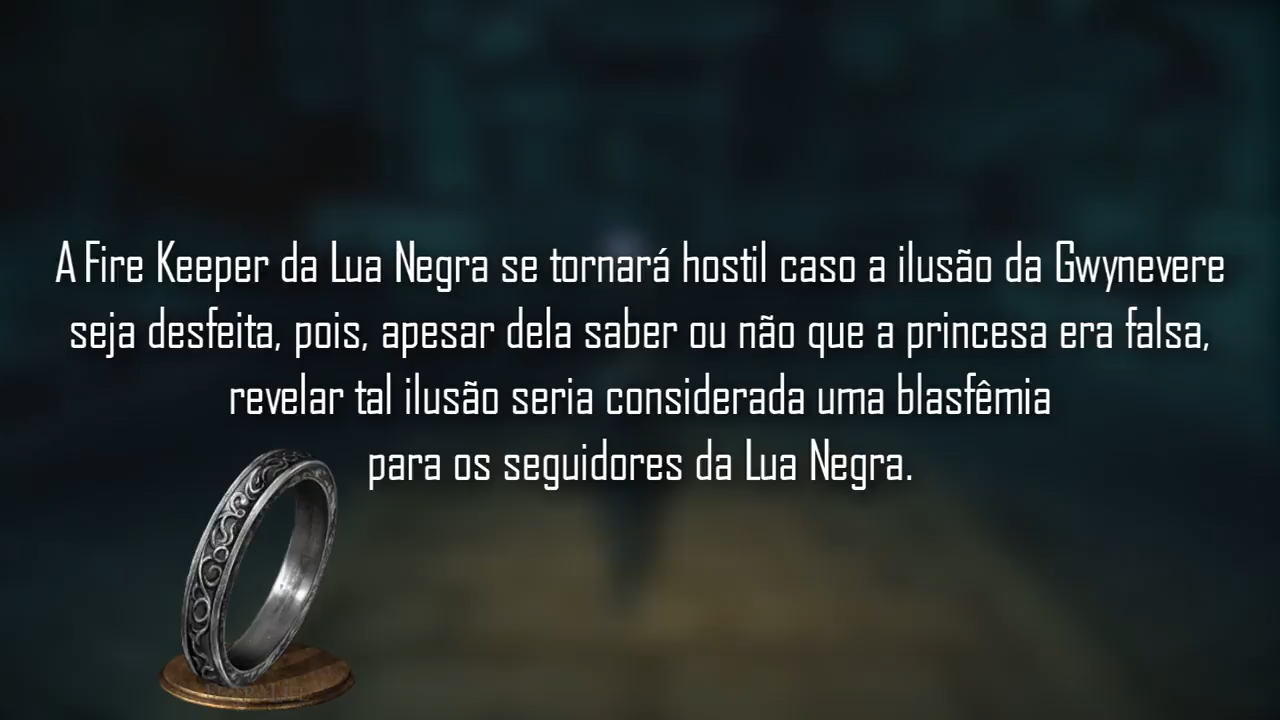 A Fire Keeper da Lua Negra se tornará hostil caso a ilusão da Gwynevere
seja desfeita, pois, apesar dela saber ou não que a princesa era falsa,
revelar tal ilusão seria considerada uma blasfêmia
para os seguidores da Lua Negra.